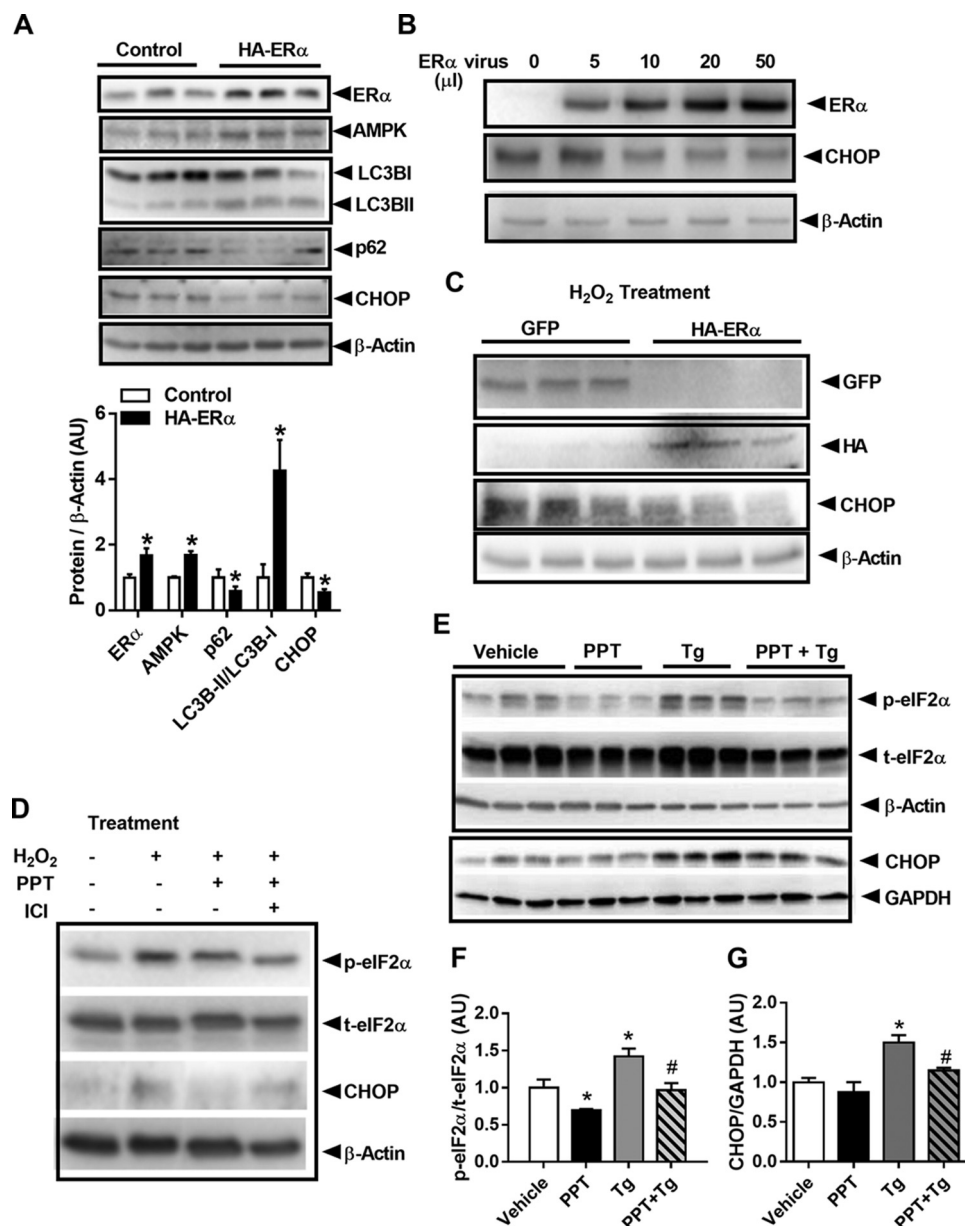 A
Control HA-ERα
ERα
AMPK
LC3BI
LC3BII
p62
CHOP
β-Actin
Control
HA-ERα
Protein / β-Actin (AU)
6
4
2
0
* * * * *
ERα
AMPK
p62
LC3B-II/LC3B-I
CHOP
B
ERα virus 0 5 10 20 50
(μl)
ERα
CHOP
β-Actin
C
H₂O₂ Treatment
GFP HA-ERα
GFP
HA
CHOP
β-Actin
D
Treatment
H₂O₂ - + + +
PPT - - + +
ICI - - - +
p-eIF2α
t-eIF2α
CHOP
β-Actin
E
Vehicle PPT Tg PPT + Tg
p-eIF2α
t-eIF2α
β-Actin
CHOP
GAPDH
F
p-eIF2α/t-eIF2α (AU)
2.0
1.5
1.0
0.5
0.0
* * #
Vehicle
PPT
Tg
PPT+Tg
G
CHOP/GAPDH (AU)
2.0
1.5
1.0
0.5
0.0
* #
Vehicle
PPT
Tg
PPT+Tg